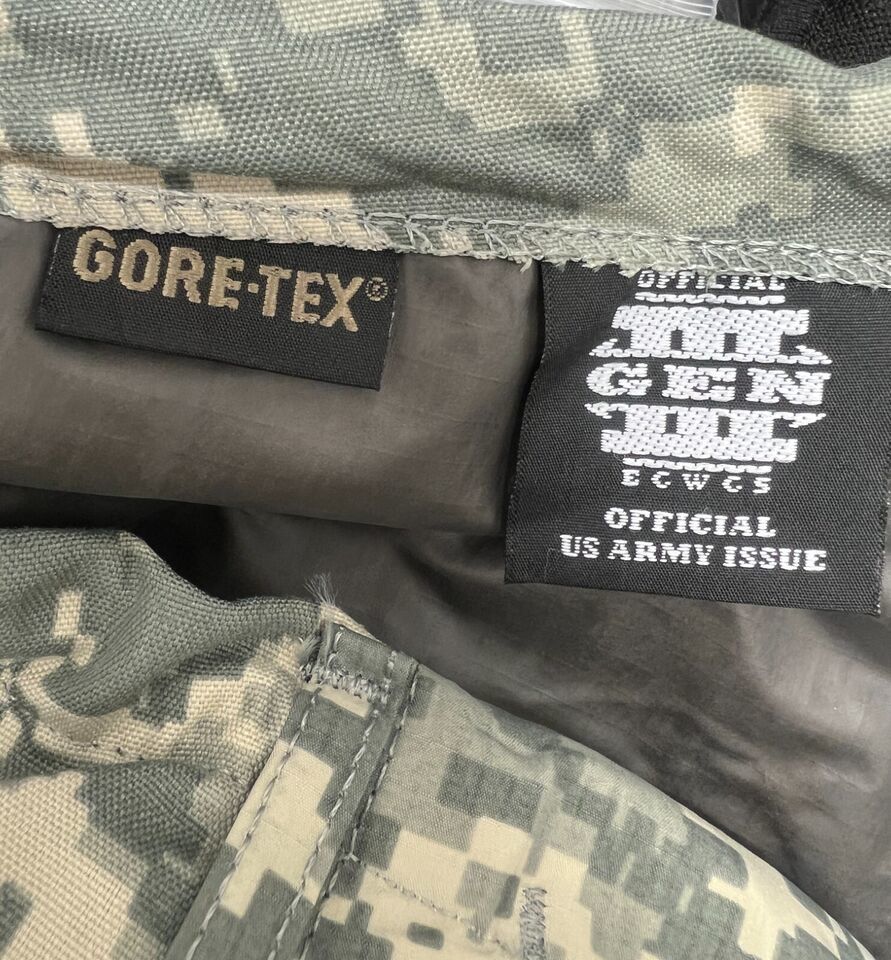 GORE-TEX®
OFFICIAL
III
GEN
III
ECWCS
OFFICIAL
US ARMY ISSUE